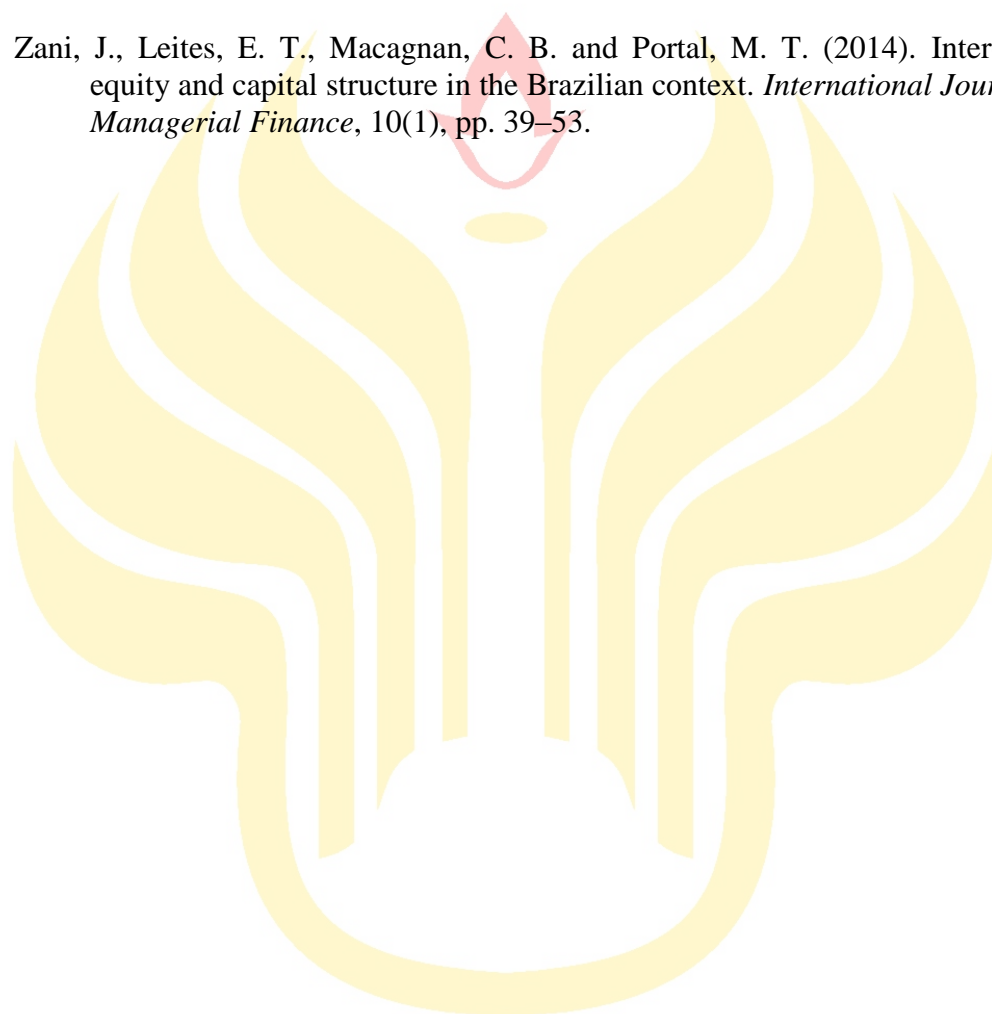 Zani, J., Leites, E. T., Macagnan, C. B. and Portal, M. T. (2014). Inter
equity and capital structure in the Brazilian context. International Jour
Managerial Finance, 10(1), pp. 39–53.